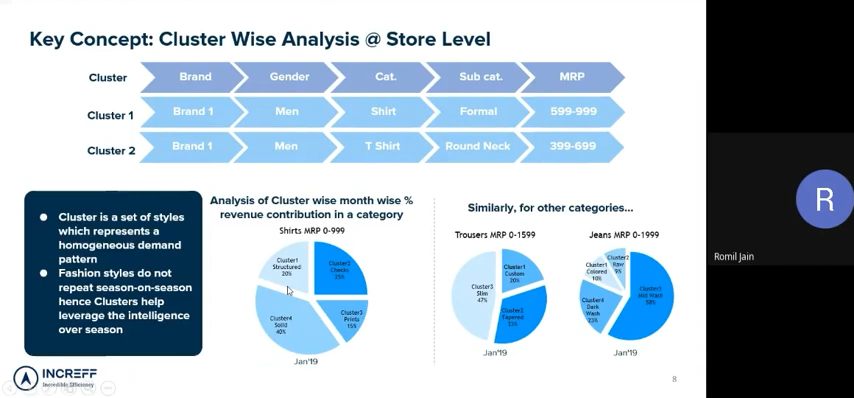 Key Concept: Cluster Wise Analysis @ Store Level
Cluster Brand Gender Cat. Sub cat. MRP
Cluster 1 Brand 1 Men Shirt Formal 599-999
Cluster 2 Brand 1 Men T Shirt Round Neck 399-699
Cluster is a set of styles
which represents a
homogeneous demand
pattern
Fashion styles do not
repeat season-on-season
hence Clusters help
leverage the intelligence
over season
Analysis of Cluster wise month wise %
revenue contribution in a category
Shirts MRP 0-999
Cluster1
Structured
20%
Cluster2
Checks
25%
Cluster3
Prints
15%
Cluster4
Solid
40%
Jan'19
Similarly, for other categories...
Trousers MRP 0-1599
Cluster1
Custom
20%
Cluster2
Tapered
33%
Cluster3
Slim
47%
Jan'19
Jeans MRP 0-1999
Cluster1
Colored
10%
Cluster2
Raw
9%
Cluster3
Mid Wash
58%
Cluster4
Dark
Wash
23%
Jan'19
INCREFF
Incredible Efficiency
8
R
Romil Jain